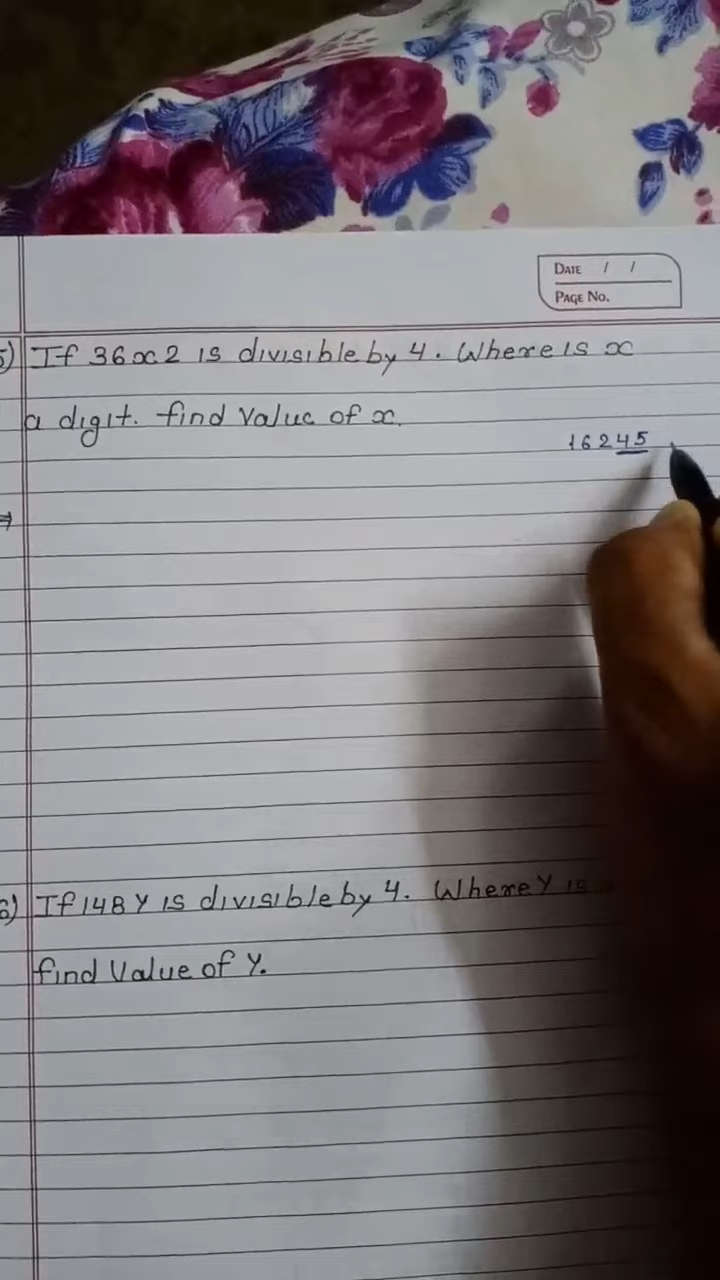 DATE / /
PAGE No.
5) If 36x2 is divisible by 4. Where is x
a digit. find Value of x.
16245
⇒
6) If 148Y is divisible by 4. Where Y is
find Value of Y.